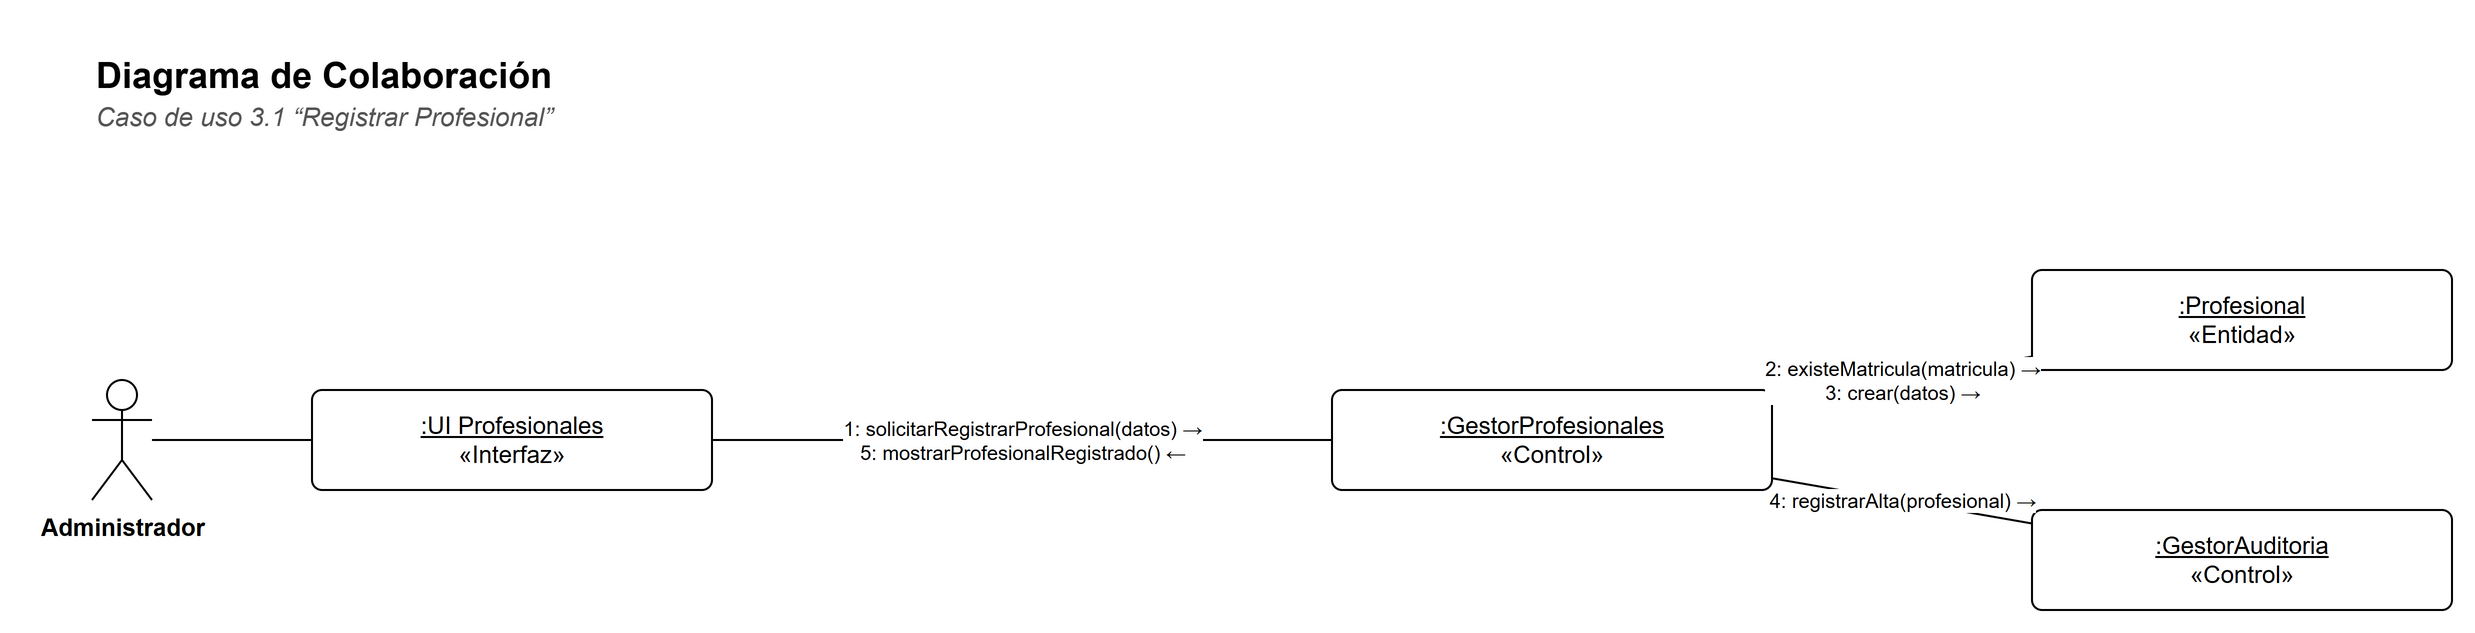 Diagrama de Colaboración
Caso de uso 3.1 “Registrar Profesional”
Administrador
:UI Profesionales
«Interfaz»
1: solicitarRegistrarProfesional(datos) →
5: mostrarProfesionalRegistrado() ←
:GestorProfesionales
«Control»
2: existeMatricula(matricula) →
3: crear(datos) →
:Profesional
«Entidad»
4: registrarAlta(profesional) →
:GestorAuditoria
«Control»